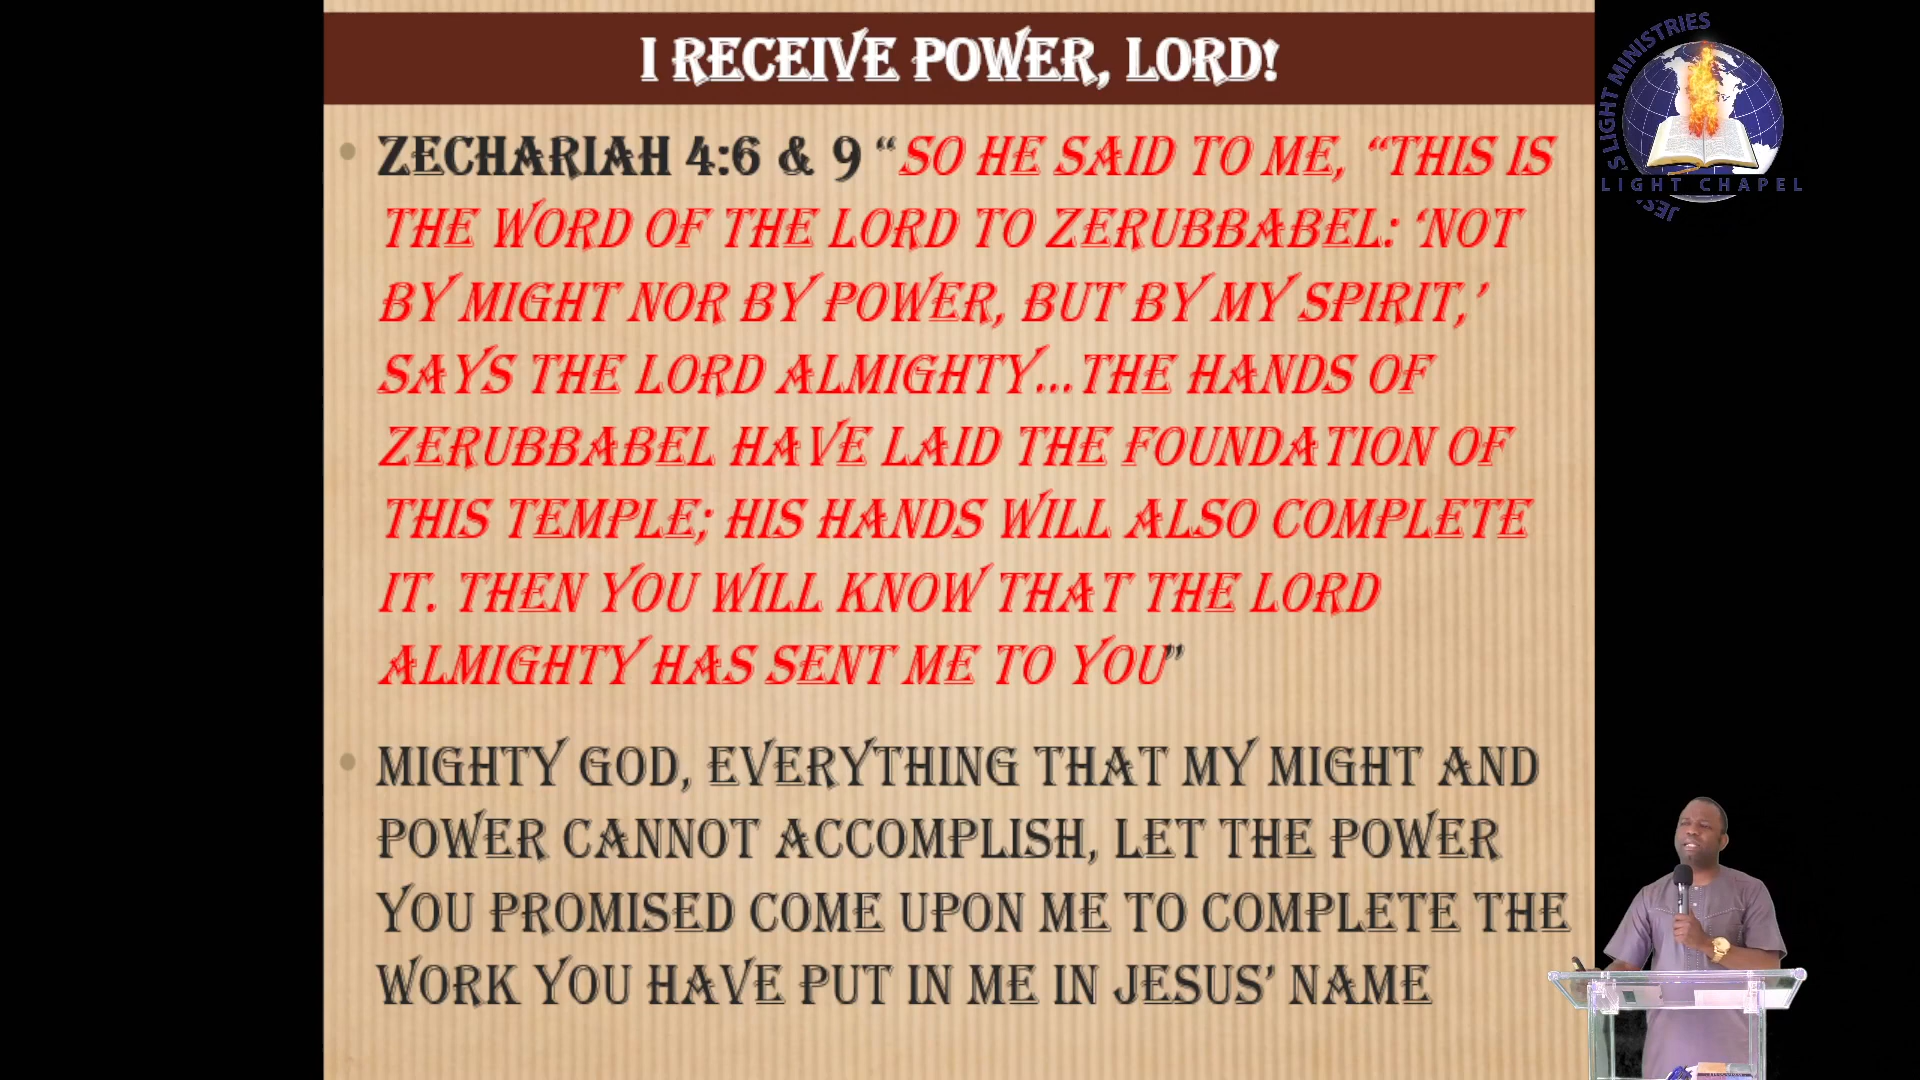 I RECEIVE POWER, LORD!
ZECHARIAH 4:6 & 9 “SO HE SAID TO ME, “THIS IS
THE WORD OF THE LORD TO ZERUBBABEL: ‘NOT
BY MIGHT NOR BY POWER, BUT BY MY SPIRIT,’
SAYS THE LORD ALMIGHTY...THE HANDS OF
ZERUBBABEL HAVE LAID THE FOUNDATION OF
THIS TEMPLE; HIS HANDS WILL ALSO COMPLETE
IT. THEN YOU WILL KNOW THAT THE LORD
ALMIGHTY HAS SENT ME TO YOU”
MIGHTY GOD, EVERYTHING THAT MY MIGHT AND
POWER CANNOT ACCOMPLISH, LET THE POWER
YOU PROMISED COME UPON ME TO COMPLETE THE
WORK YOU HAVE PUT IN ME IN JESUS’ NAME
JES'S LIGHT MINISTRIES
LIGHT CHAPEL